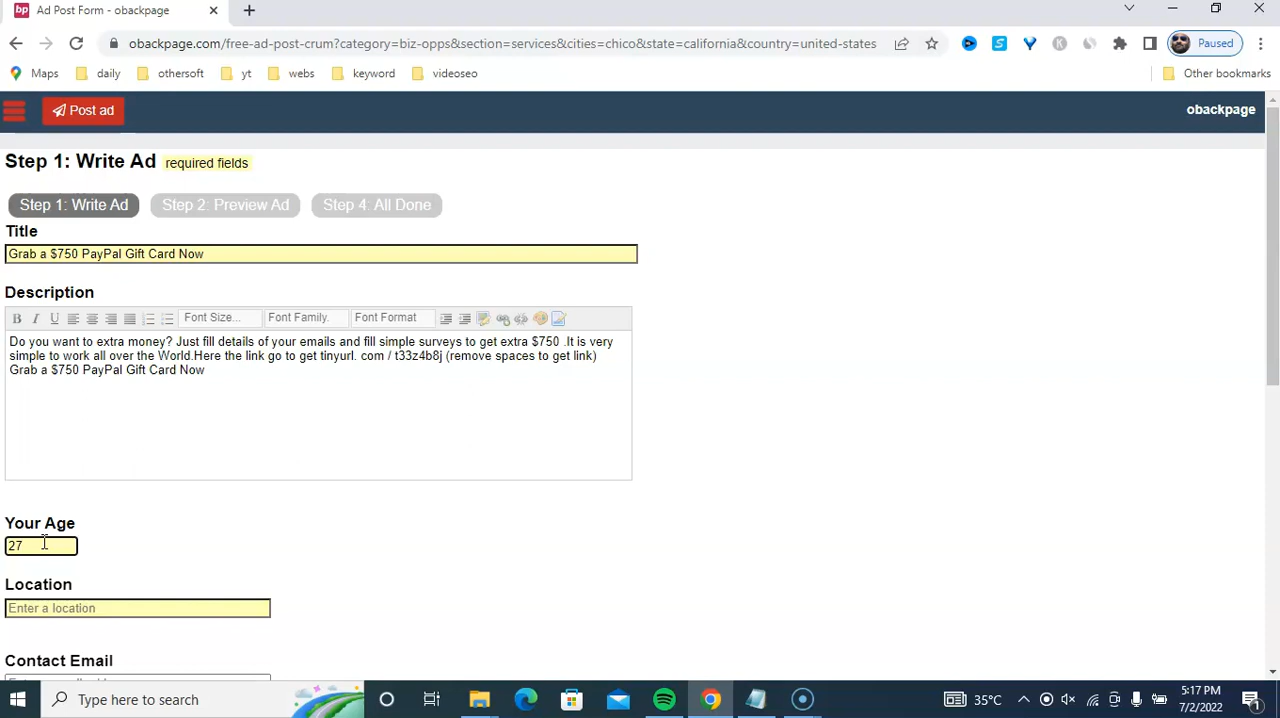 bp Ad Post Form - obackpage
obackpage.com/free-ad-post_crum?category=biz-opps&section=services&cities=chico&state=california&country=united-states
Paused
Maps daily othersoft yt webs keyword videoseo Other bookmarks
Post ad obackpage
Step 1: Write Ad required fields
Step 1: Write Ad Step 2: Preview Ad Step 4: All Done
Title
Grab a $750 PayPal Gift Card Now
Description
B I U Font Size... Font Family. Font Format
Do you want to extra money? Just fill details of your emails and fill simple surveys to get extra $750 .It is very
simple to work all over the World.Here the link go to get tinyurl. com / t33z4b8j (remove spaces to get link)
Grab a $750 PayPal Gift Card Now
Your Age
27
Location
Enter a location
Contact Email
Type here to search
35°C
5:17 PM
7/2/2022
1